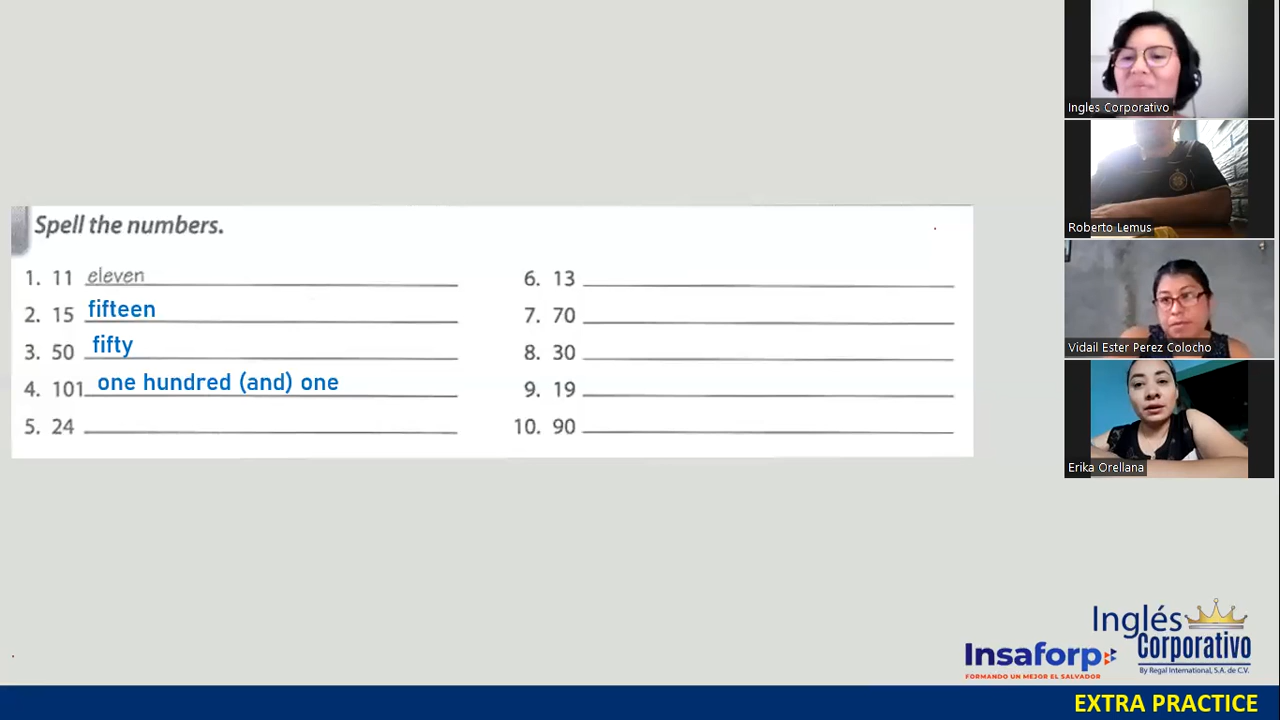 Spell the numbers.
1. 11 eleven
2. 15 fifteen
3. 50 fifty
4. 101 one hundred (and) one
5. 24
6. 13
7. 70
8. 30
9. 19
10. 90
Ingles Corporativo
Roberto Lemus
Vidail Ester Perez Colocho
Erika Orellana
Insaforp
FORMANDO UN MEJOR EL SALVADOR
Inglés
Corporativo
By Regal International, S.A. de C.V.
EXTRA PRACTICE